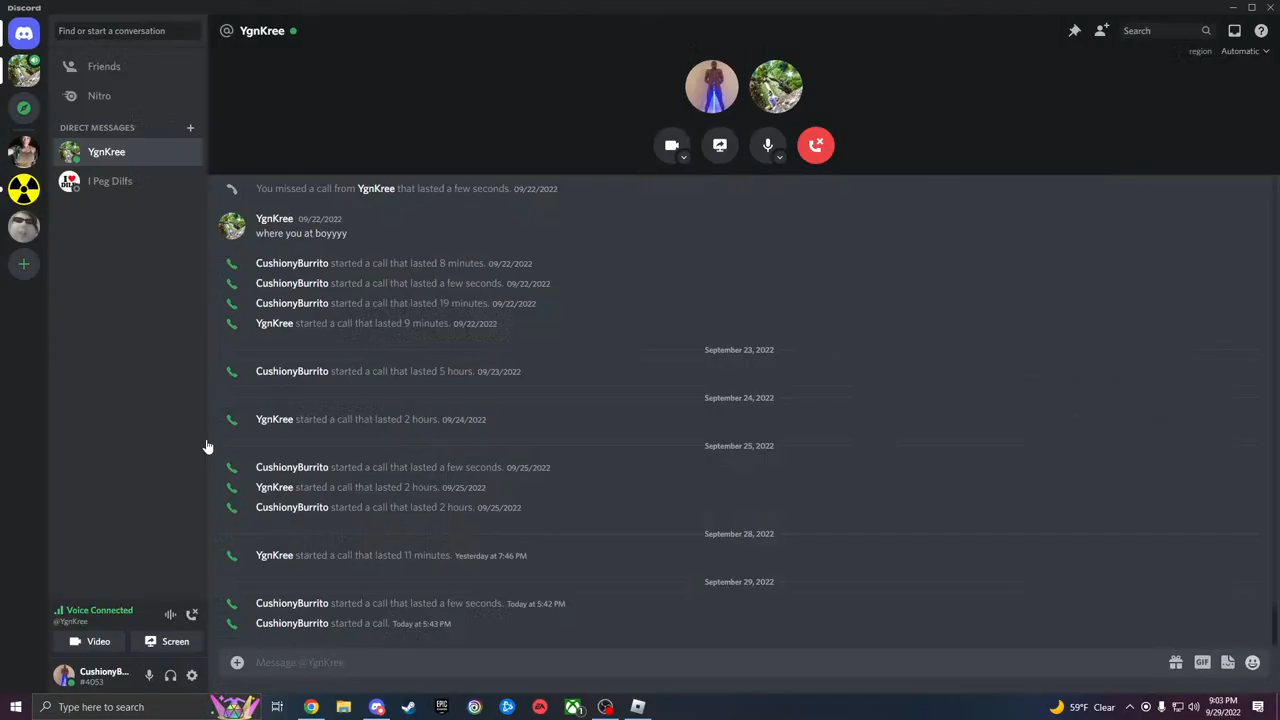 Discord
Find or start a conversation
YgnKree
Search
region Automatic
Friends
Nitro
DIRECT MESSAGES
YgnKree
I Peg Dilfs
You missed a call from YgnKree that lasted a few seconds. 09/22/2022
YgnKree 09/22/2022
where you at boyyyy
CushionyBurrito started a call that lasted 8 minutes. 09/22/2022
CushionyBurrito started a call that lasted a few seconds. 09/22/2022
CushionyBurrito started a call that lasted 19 minutes. 09/22/2022
YgnKree started a call that lasted 9 minutes. 09/22/2022
September 23, 2022
CushionyBurrito started a call that lasted 5 hours. 09/23/2022
September 24, 2022
YgnKree started a call that lasted 2 hours. 09/24/2022
September 25, 2022
CushionyBurrito started a call that lasted a few seconds. 09/25/2022
YgnKree started a call that lasted 2 hours. 09/25/2022
CushionyBurrito started a call that lasted 2 hours. 09/25/2022
September 28, 2022
YgnKree started a call that lasted 11 minutes. Yesterday at 7:46 PM
September 29, 2022
CushionyBurrito started a call that lasted a few seconds. Today at 5:42 PM
CushionyBurrito started a call. Today at 5:43 PM
Voice Connected
@YgnKree
Video Screen
CushionyB...
#4053
Message @YgnKree
GIF
Type here to search
EPIC
EA
59°F Clear
9:03 PM
9/29/2022